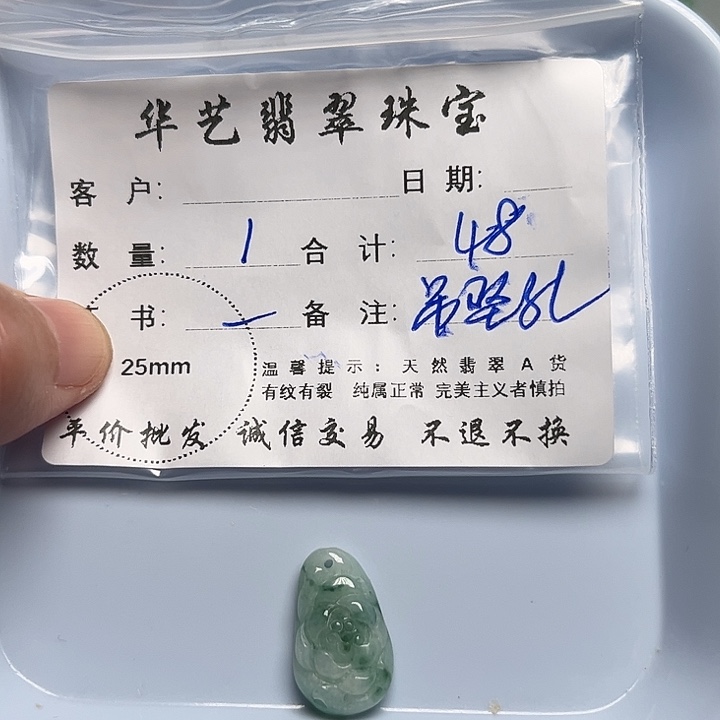 华艺翡翠珠宝
客 户: 日 期:
数 量: 1 合 计: 48
书: 一 备 注:
25mm
温馨提示: 天然翡翠A货
有纹有裂 纯属正常 完美主义者慎拍
平价批发 诚信交易 不退不换